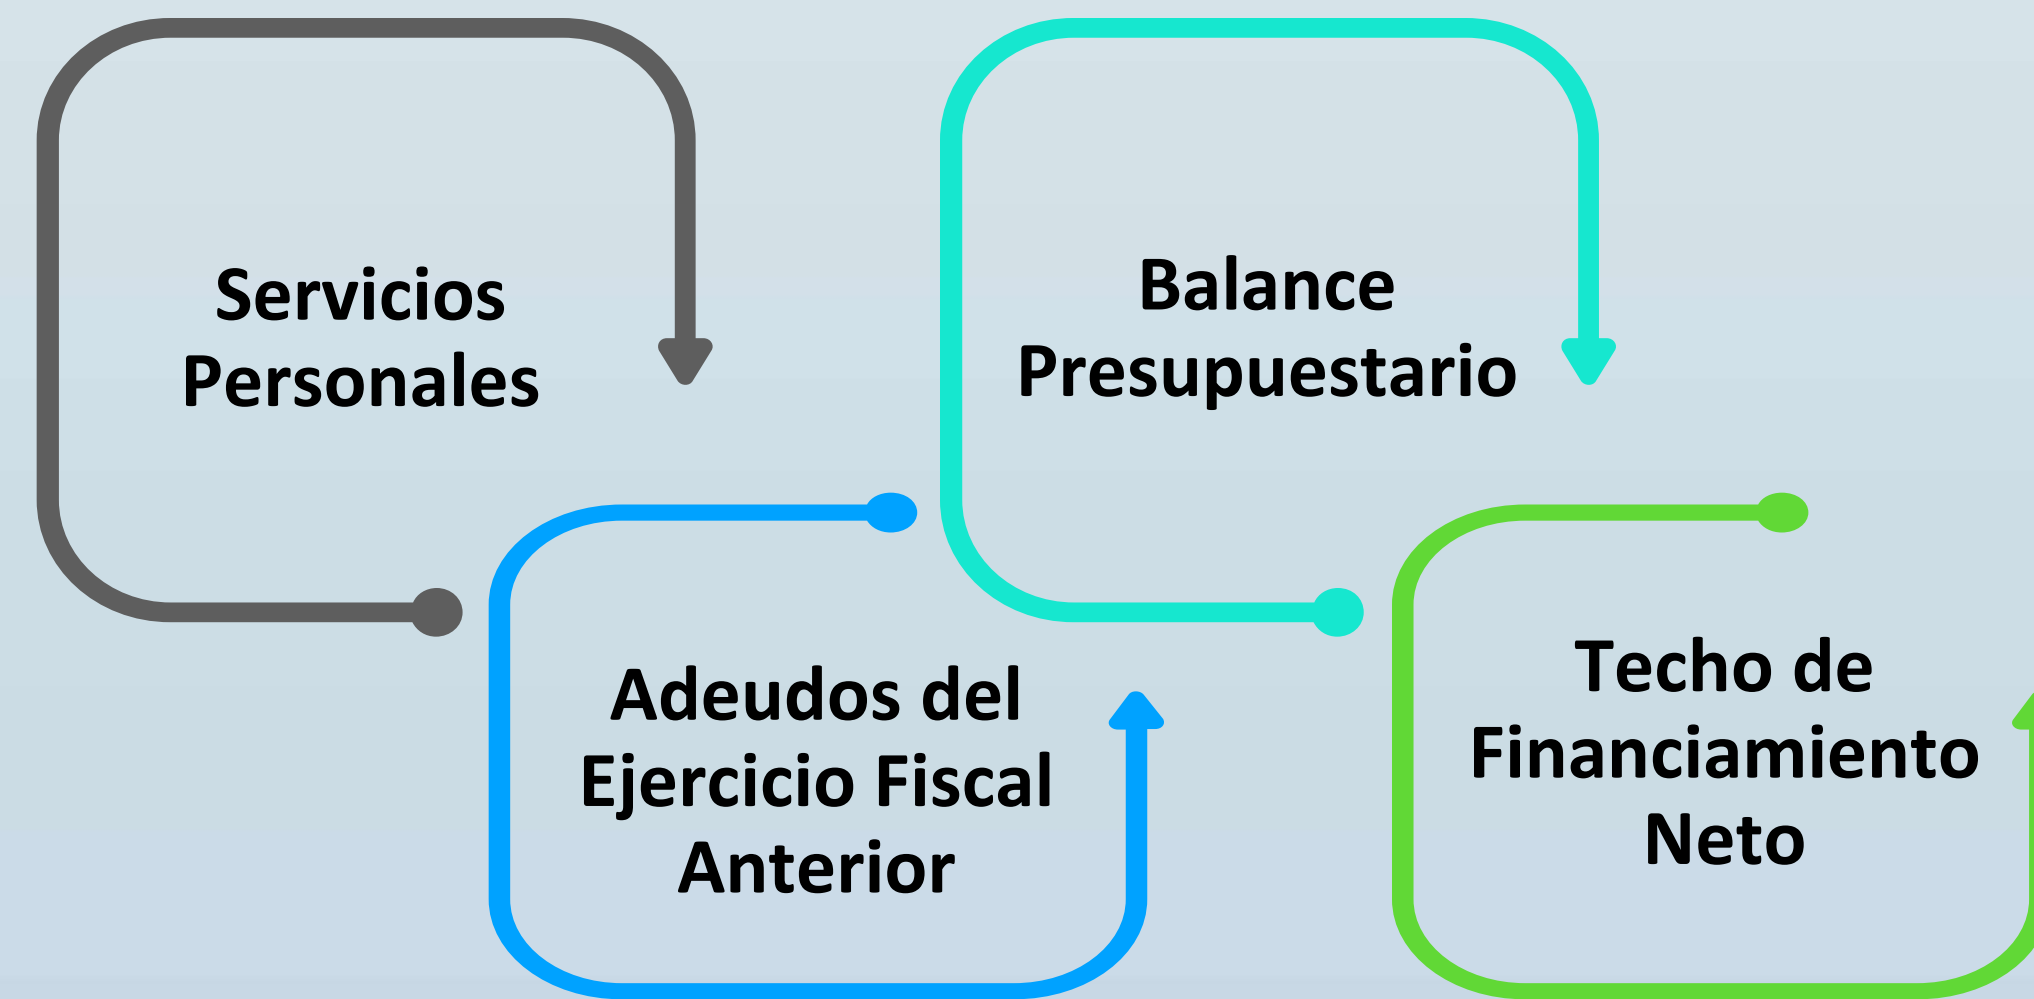 Servicios
Personales
Adeudos del
Ejercicio Fiscal
Anterior
Balance
Presupuestario
Techo de
Financiamiento
Neto